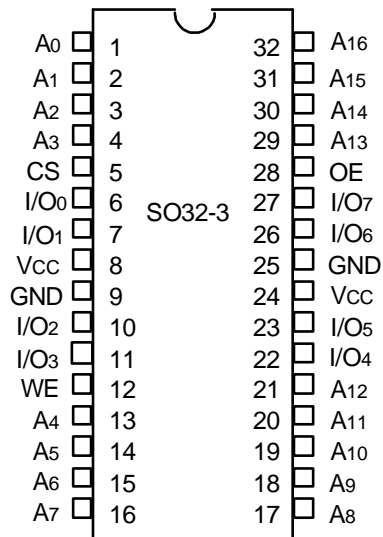 A0 1 32 A16
A1 2 31 A15
A2 3 30 A14
A3 4 29 A13
CS 5 28 OE
I/O0 6 27 I/O7
SO32-3
I/O1 7 26 I/O6
VCC 8 25 GND
GND 9 24 VCC
I/O2 10 23 I/O5
I/O3 11 22 I/O4
WE 12 21 A12
A4 13 20 A11
A5 14 19 A10
A6 15 18 A9
A7 16 17 A8